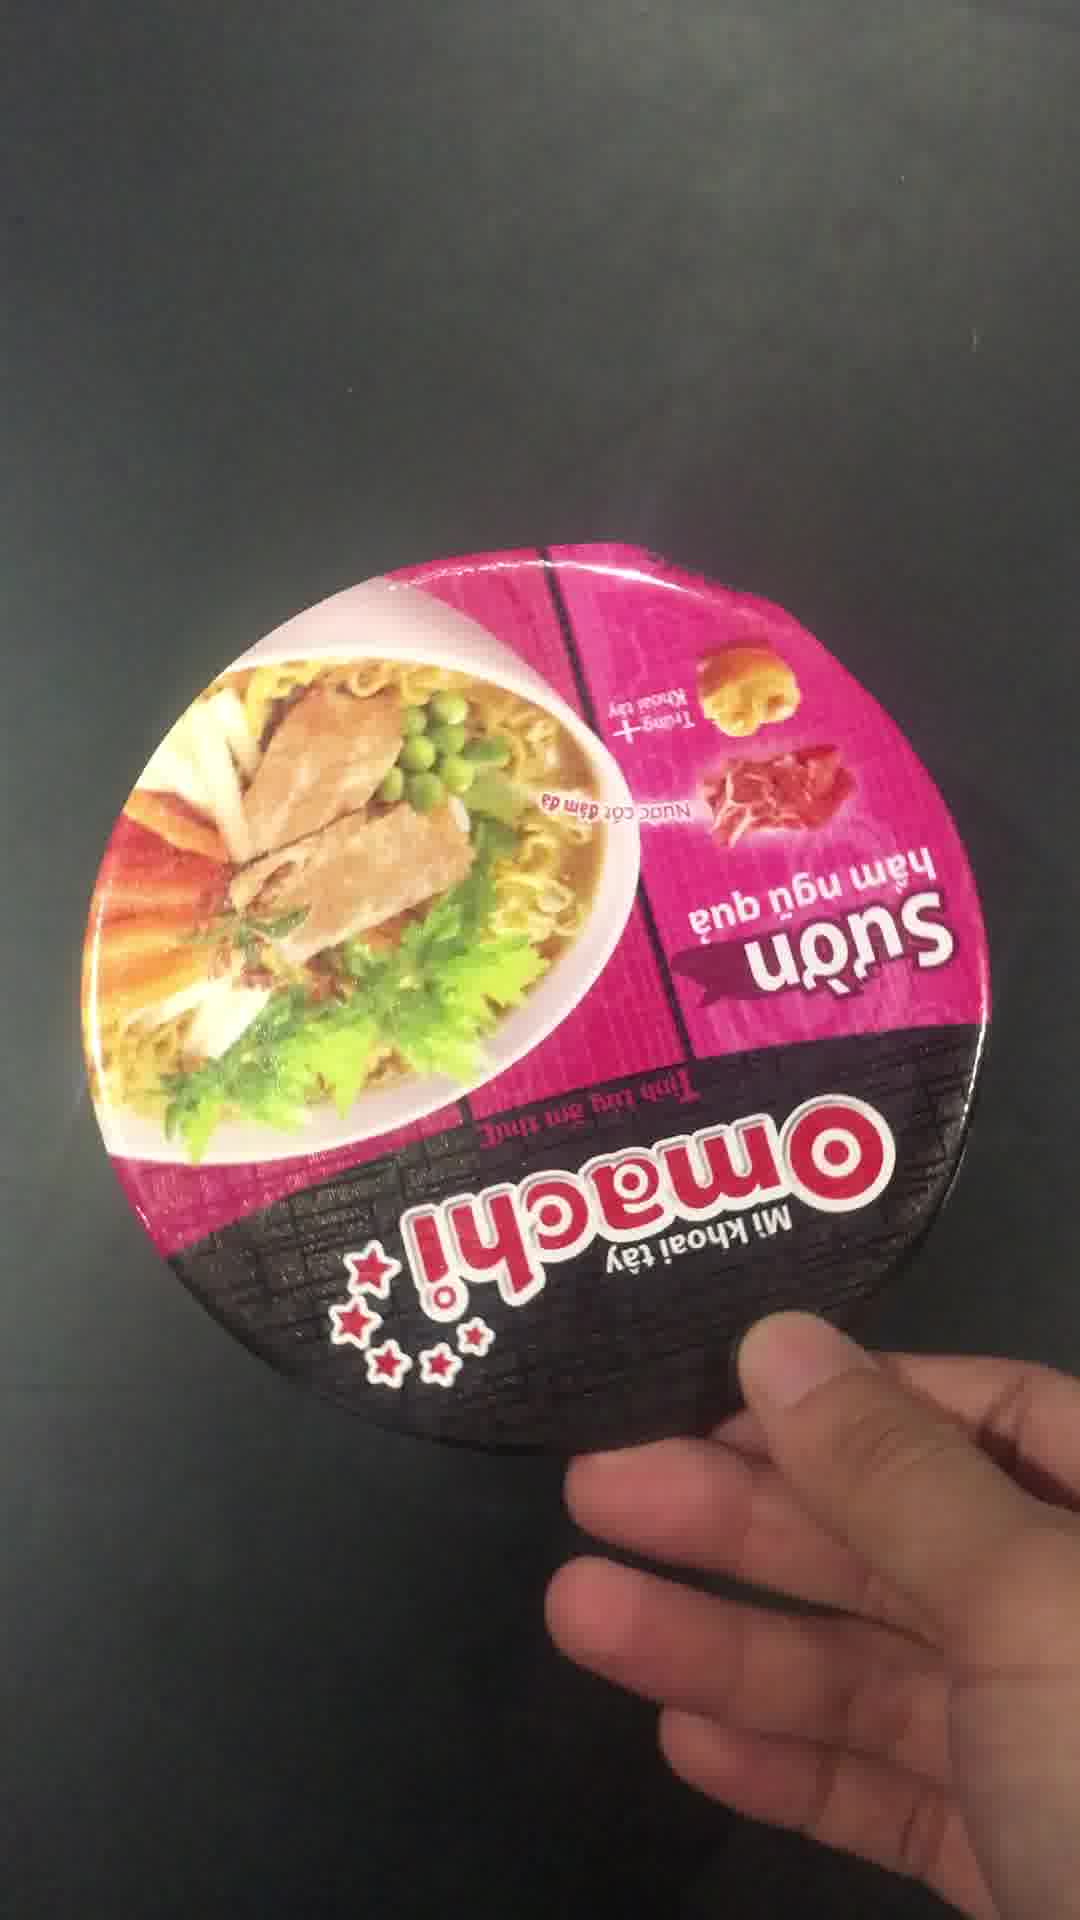 Mì khoai tây
Omachi
Tinh túy ẩm thực
Sườn
hầm ngũ quả
Nước cốt đậm đà
Trứng+
Khoai tây